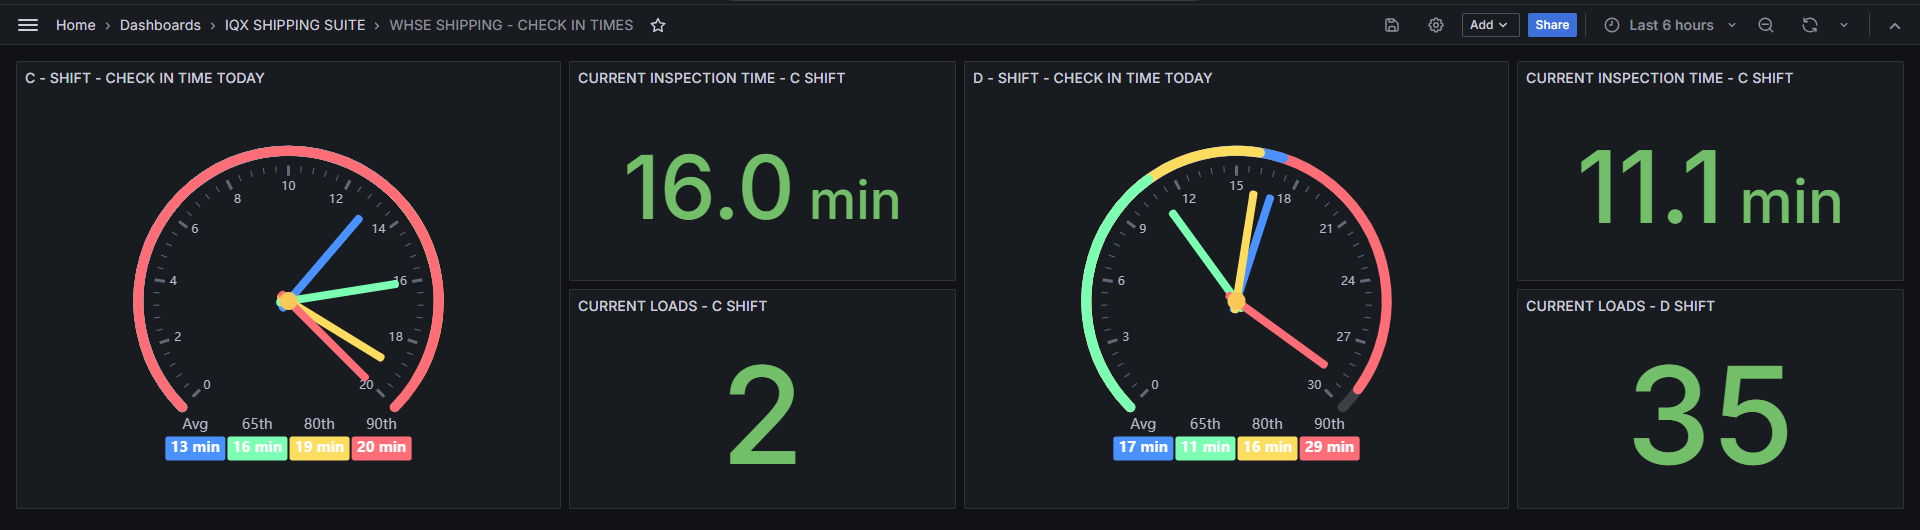 Home › Dashboards › IQX SHIPPING SUITE › WHSE SHIPPING - CHECK IN TIMES
Add
Share
Last 6 hours
C - SHIFT - CHECK IN TIME TODAY
0
2
4
6
8
10
12
14
16
18
20
Avg 65th 80th 90th
13 min 16 min 19 min 20 min
CURRENT INSPECTION TIME - C SHIFT
16.0 min
CURRENT LOADS - C SHIFT
2
D - SHIFT - CHECK IN TIME TODAY
0
3
6
9
12
15
18
21
24
27
30
Avg 65th 80th 90th
17 min 11 min 16 min 29 min
CURRENT INSPECTION TIME - C SHIFT
11.1 min
CURRENT LOADS - D SHIFT
35